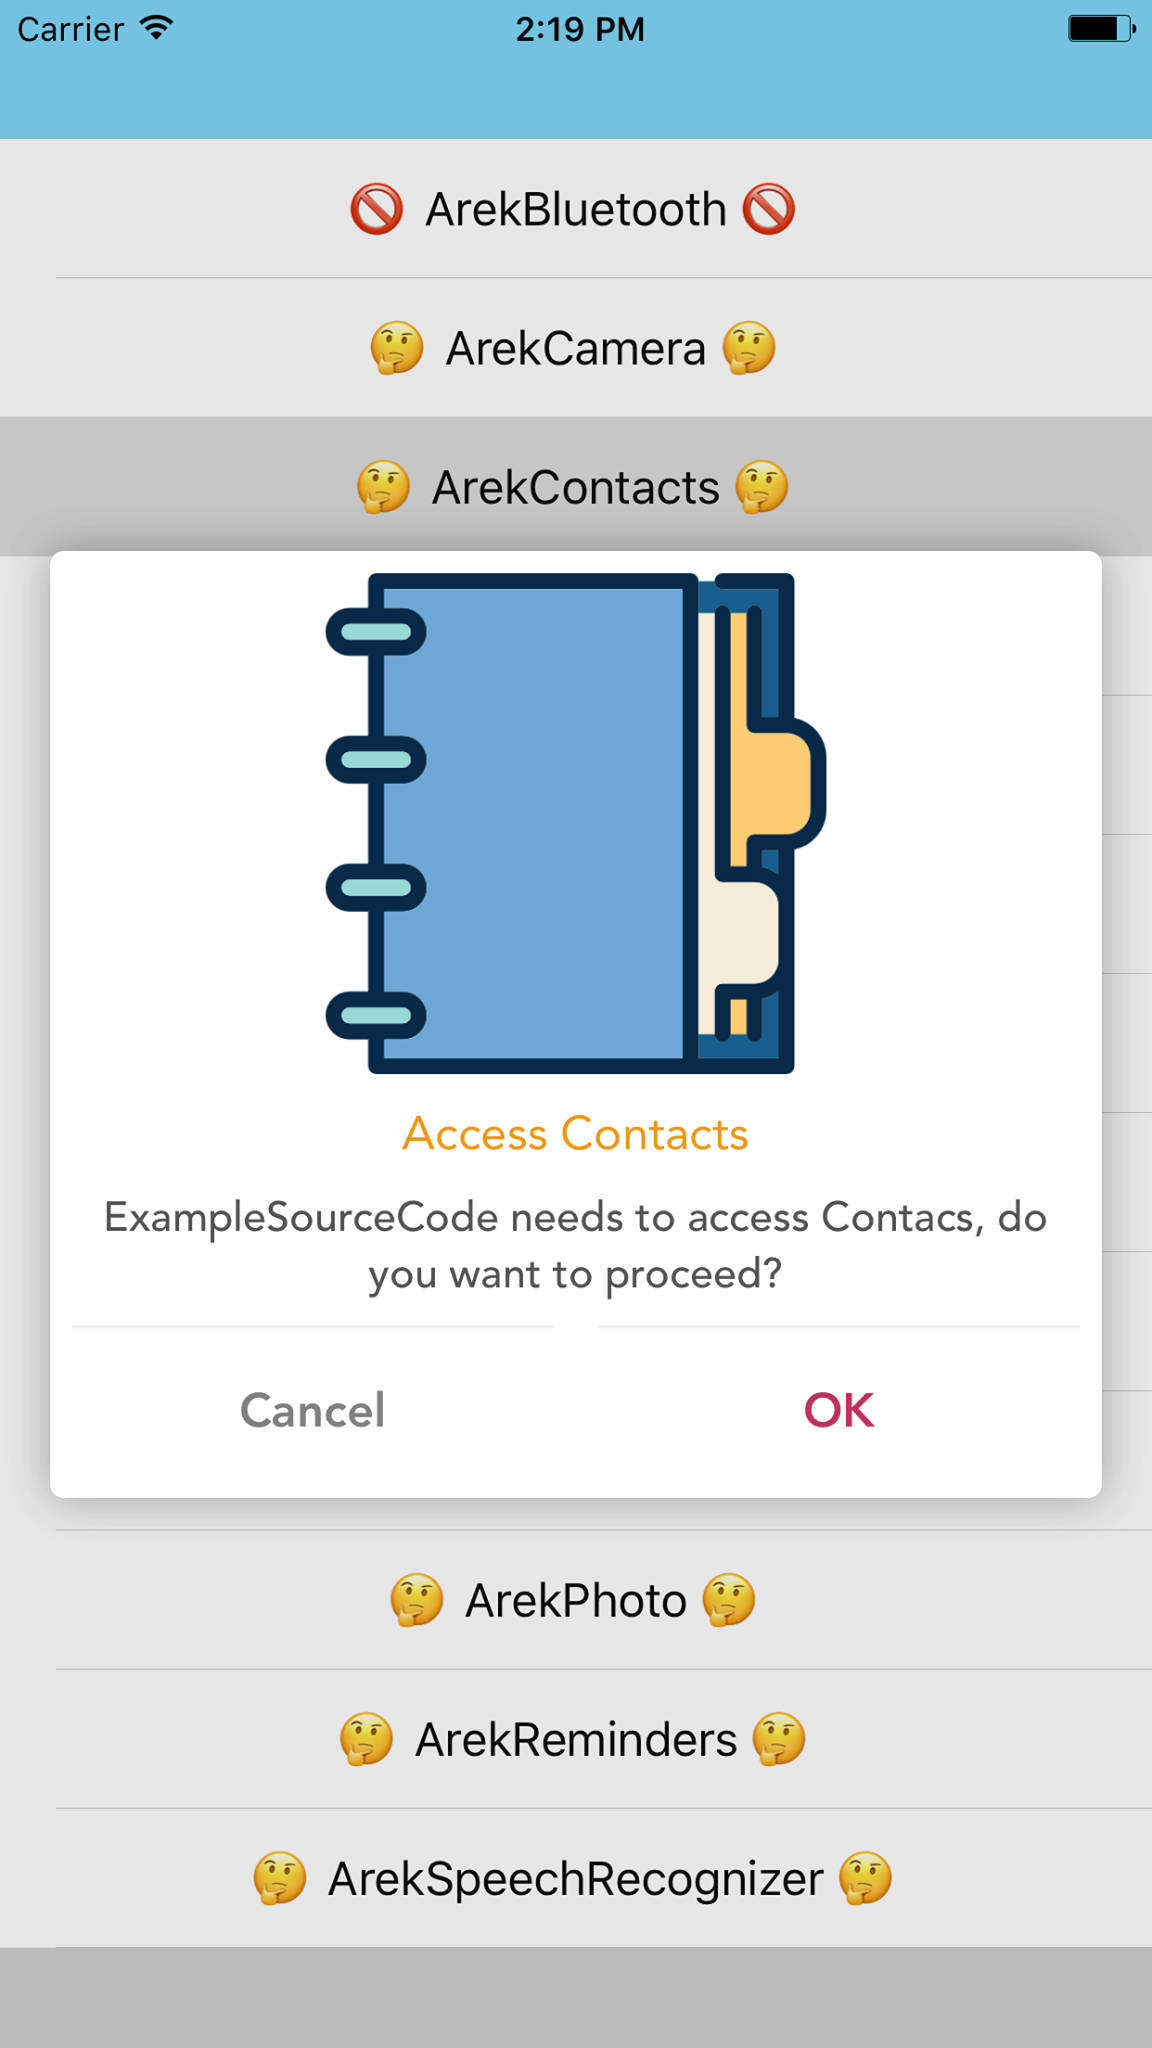 Carrier 2:19 PM
🚫 ArekBluetooth 🚫
🤔 ArekCamera 🤔
🤔 ArekContacts 🤔
Access Contacts
ExampleSourceCode needs to access Contacs, do
you want to proceed?
Cancel OK
🤔 ArekPhoto 🤔
🤔 ArekReminders 🤔
🤔 ArekSpeechRecognizer 🤔